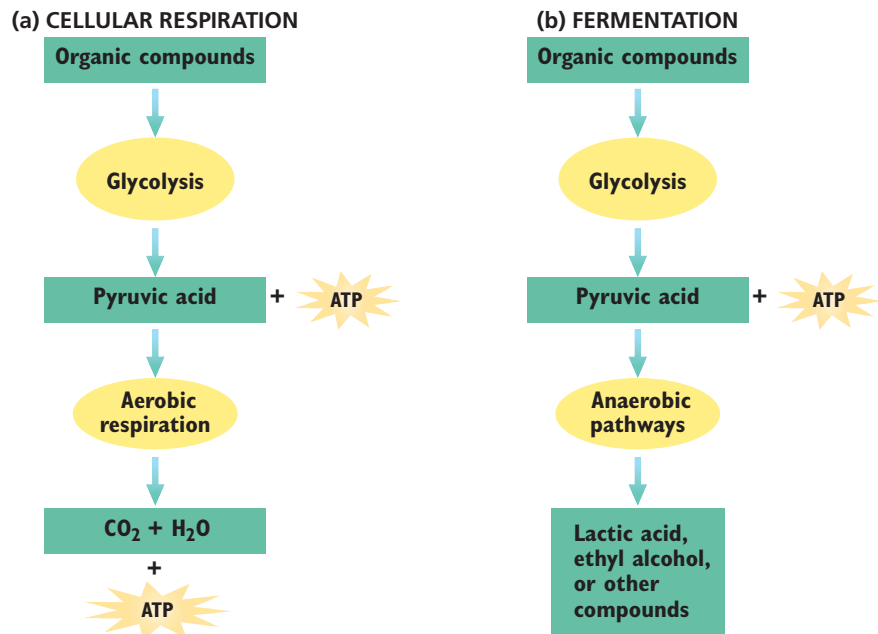 (a) CELLULAR RESPIRATION
Organic compounds
Glycolysis
Pyruvic acid
+
ATP
Aerobic
respiration
CO₂ + H₂O
+
ATP
(b) FERMENTATION
Organic compounds
Glycolysis
Pyruvic acid
+
ATP
Anaerobic
pathways
Lactic acid,
ethyl alcohol,
or other
compounds